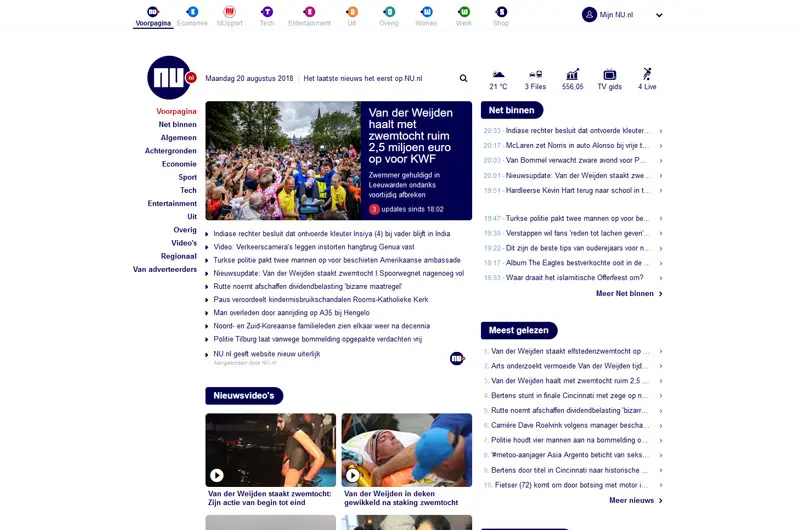 Voorpagina Economie NUsport Tech Entertainment Uit Overig Wonen Werk Shop
Mijn NU.nl
NU nl
Maandag 20 augustus 2018 | Het laatste nieuws het eerst op NU.nl
21 °C 3 Files 556,05 TV gids 4 Live
Voorpagina
Net binnen
Algemeen
Achtergronden
Economie
Sport
Tech
Entertainment
Uit
Overig
Video's
Regionaal
Van adverteerders
Van der Weijden
haalt met
zwemtocht ruim
2,5 miljoen euro
op voor KWF
Zwemmer gehuldigd in
Leeuwarden ondanks
voortijdig afbreken
3 updates sinds 18:02
Indiase rechter besluit dat ontvoerde kleuter Insiya (4) bij vader blijft in India
Video: Verkeerscamera's leggen instorten hangbrug Genua vast
Turkse politie pakt twee mannen op voor beschieten Amerikaanse ambassade
Nieuwsupdate: Van der Weijden staakt zwemtocht I Spoorwegnet nagenoeg vol
Rutte noemt afschaffen dividendbelasting 'bizarre maatregel'
Paus veroordeelt kindermisbruikschandalen Rooms-Katholieke Kerk
Man overleden door aanrijding op A35 bij Hengelo
Noord- en Zuid-Koreaanse familieleden zien elkaar weer na decennia
Politie Tilburg laat vanwege bommelding opgepakte verdachten vrij
NU.nl geeft website nieuw uiterlijk
Aangeboden door NU.nl
Nieuwsvideo's
Van der Weijden staakt zwemtocht:
Zijn actie van begin tot eind
Van der Weijden in deken
gewikkeld na staking zwemtocht
Net binnen
20:33 - Indiase rechter besluit dat ontvoerde kleuter...
20:17 - McLaren zet Norris in auto Alonso bij vrije t...
20:03 - Van Bommel verwacht zware avond voor P...
20:01 - Nieuwsupdate: Van der Weijden staakt zwe...
19:51 - Hardleerse Kevin Hart terug naar school in t...
19:47 - Turkse politie pakt twee mannen op voor be...
19:30 - Verstappen wil fans 'reden tot lachen geven'...
19:22 - Dit zijn de beste tips van ouderejaars voor n...
19:17 - Album The Eagles bestverkochte ooit in de ...
18:53 - Waar draait het islamitische Offerfeest om?
Meer Net binnen
Meest gelezen
1. Van der Weijden staakt elfstedenzwemtocht op ...
2. Arts onderzoekt vermoeide Van der Weijden tijd...
3. Van der Weijden haalt met zwemtocht ruim 2,5 ...
4. Bertens stunt in finale Cincinnati met zege op n...
5. Rutte noemt afschaffen dividendbelasting 'bizarr...
6. Carrière Dave Roelvink volgens manager bescha...
7. Politie houdt vier mannen aan na bommelding o...
8. '#metoo-aanjager Asia Argento beticht van seks...
9. Bertens door titel in Cincinnati naar historische ...
10. Fietser (72) komt om door botsing met motor i...
Meer nieuws